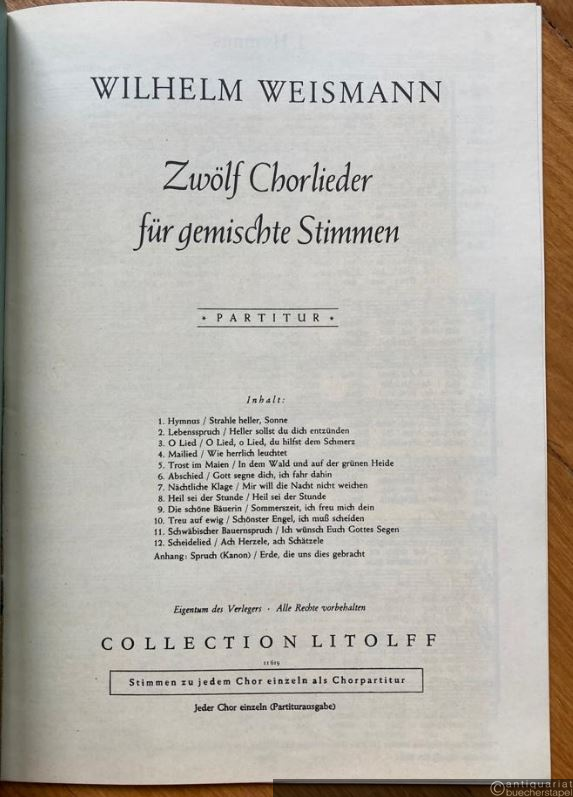 WILHELM WEISMANN
Zwölf Chorlieder
für gemischte Stimmen
* PARTITUR *
Inhalt:
1. Hymnus / Strahle heller, Sonne
2. Lebensspruch / Heller sollst du dich entzünden
3. O Lied / O Lied, o Lied, du hilfst dem Schmerz
4. Mailied / Wie herrlich leuchtet
5. Trost im Maien / In dem Wald und auf der grünen Heide
6. Abschied / Gott segne dich, ich fahr dahin
7. Nächtliche Klage / Mir will die Nacht nicht weichen
8. Heil sei der Stunde / Heil sei der Stunde
9. Die schöne Bäuerin / Sommerszeit, ich freu mich dein
10. Treu auf ewig / Schönster Engel, ich muß scheiden
11. Schwäbischer Bauernspruch / Ich wünsch Euch Gottes Segen
12. Scheidelied / Ach Herzele, ach Schätzele
Anhang: Spruch (Kanon) / Erde, die uns dies gebracht
Eigentum des Verlegers · Alle Rechte vorbehalten
COLLECTION LITOLFF
11619
Stimmen zu jedem Chor einzeln als Chorpartitur
Jeder Chor einzeln (Partiturausgabe)
©antiquariat
buecherstapel